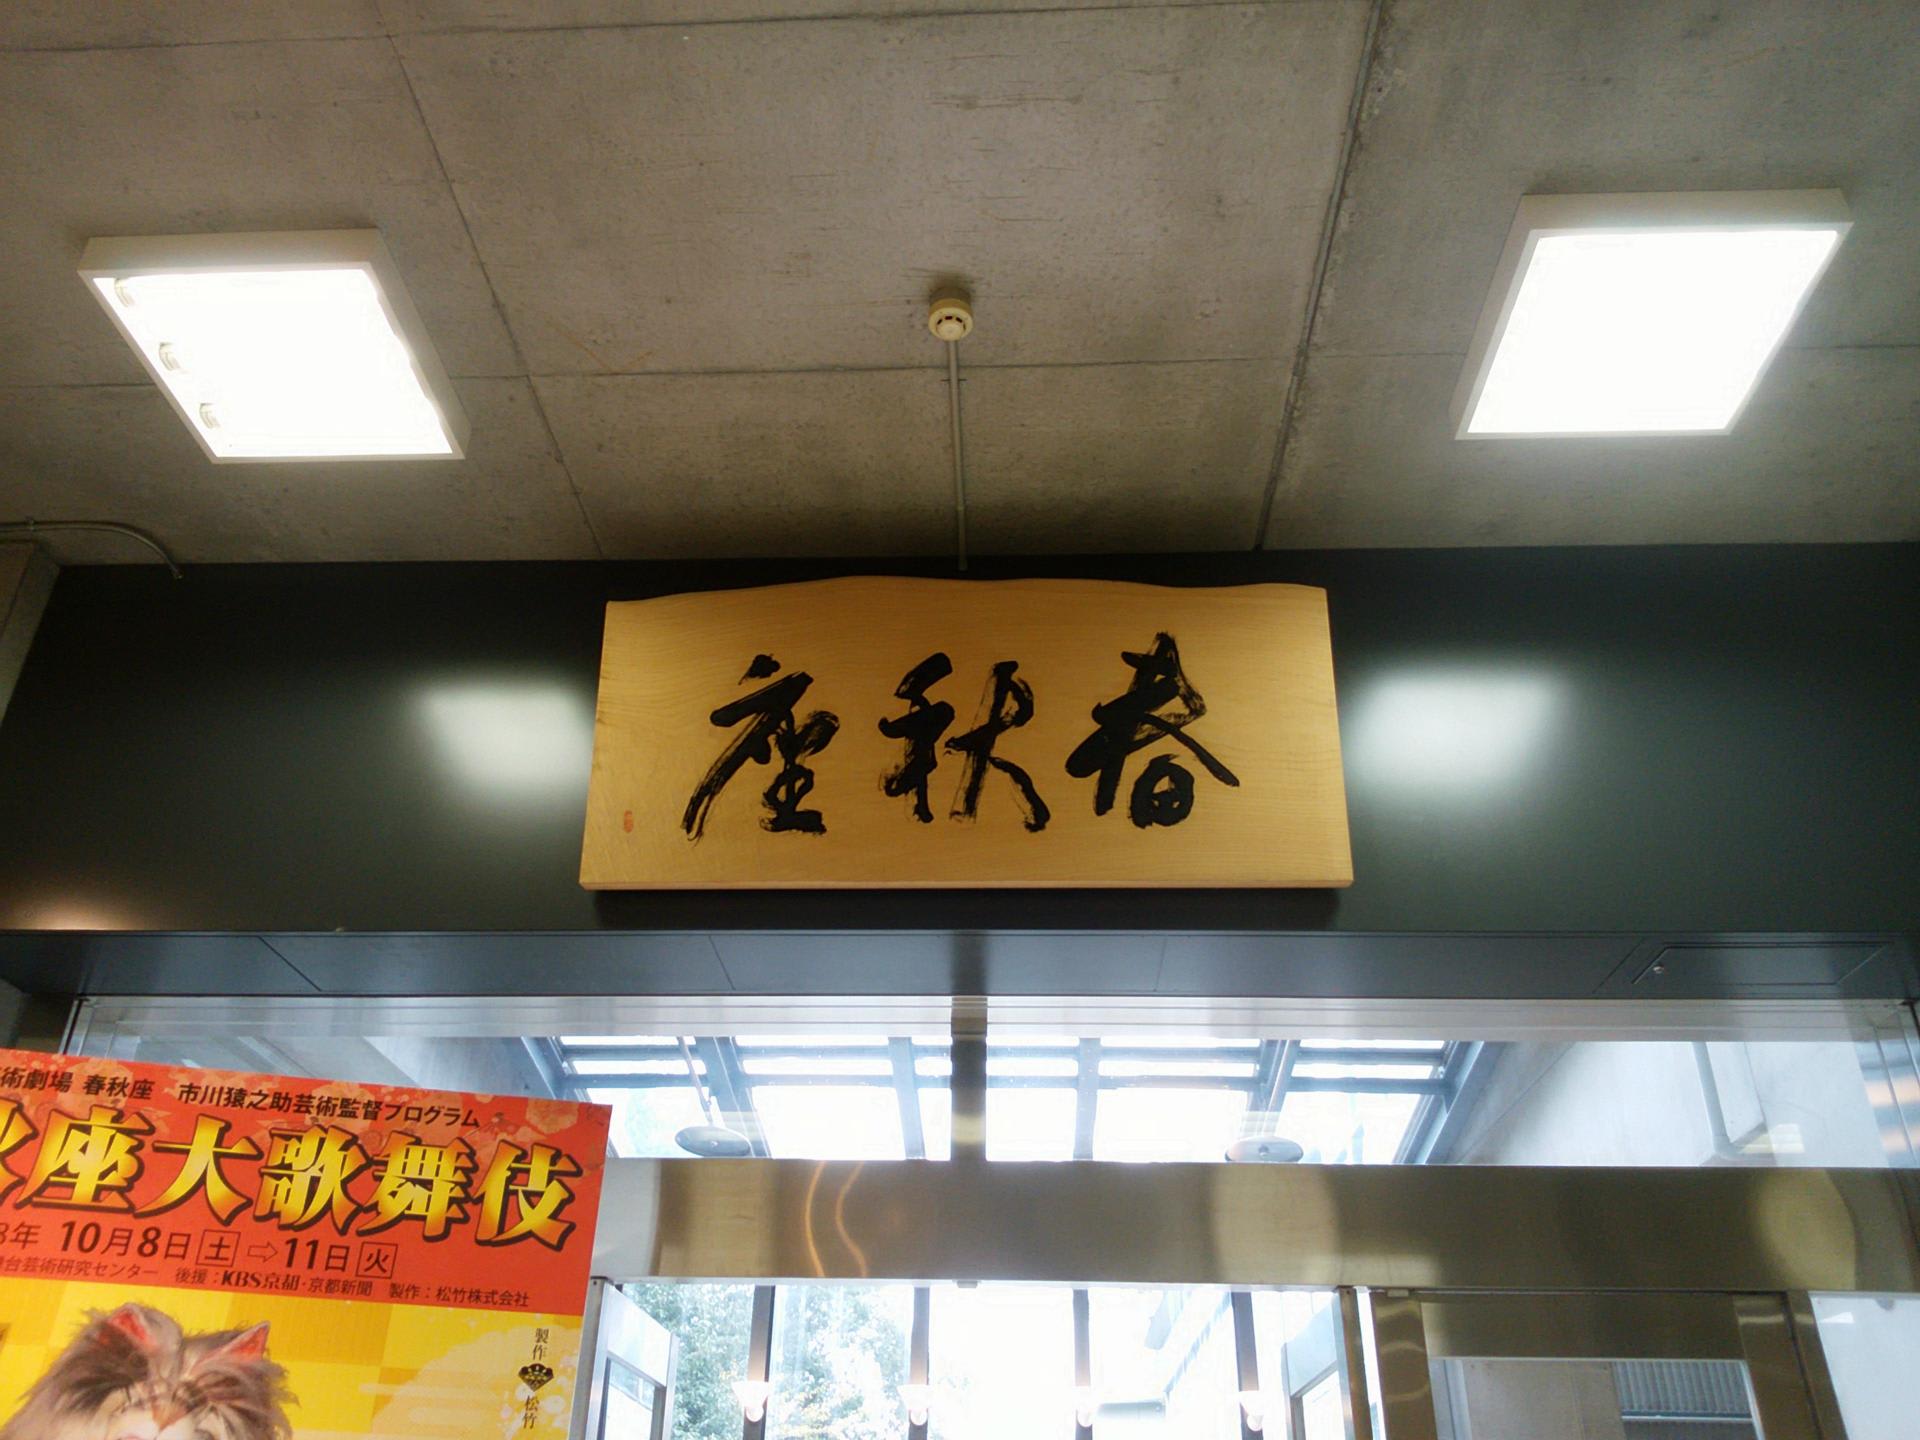 春秋座
術劇場 春秋座 市川猿之助芸術監督プログラム
座大歌舞伎
8年 10月8日土⇨11日火
台芸術研究センター 後援：KBS京都・京都新聞 製作：松竹株式会社
製作 松竹